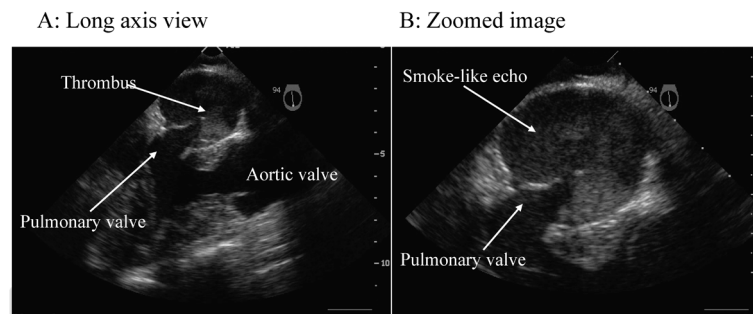 A: Long axis view
B: Zoomed image
Thrombus
94
5
Aortic valve
Pulmonary valve
10
Smoke-like echo
94
Pulmonary valve